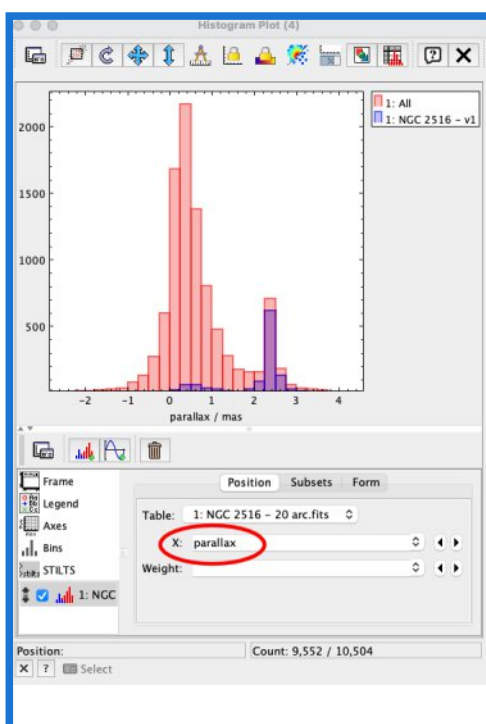 Histogram Plot (4)
1: All
1: NGC 2516 - v1
2000
1500
1000
500
-2 -1 0 1 2 3 4
parallax / mas
Frame
Legend
Axes
Bins
STILTS
1: NGC
Position Subsets Form
Table: 1: NGC 2516 - 20 arc.fits
X: parallax
Weight:
Position:
Count: 9,552 / 10,504
X ? Select